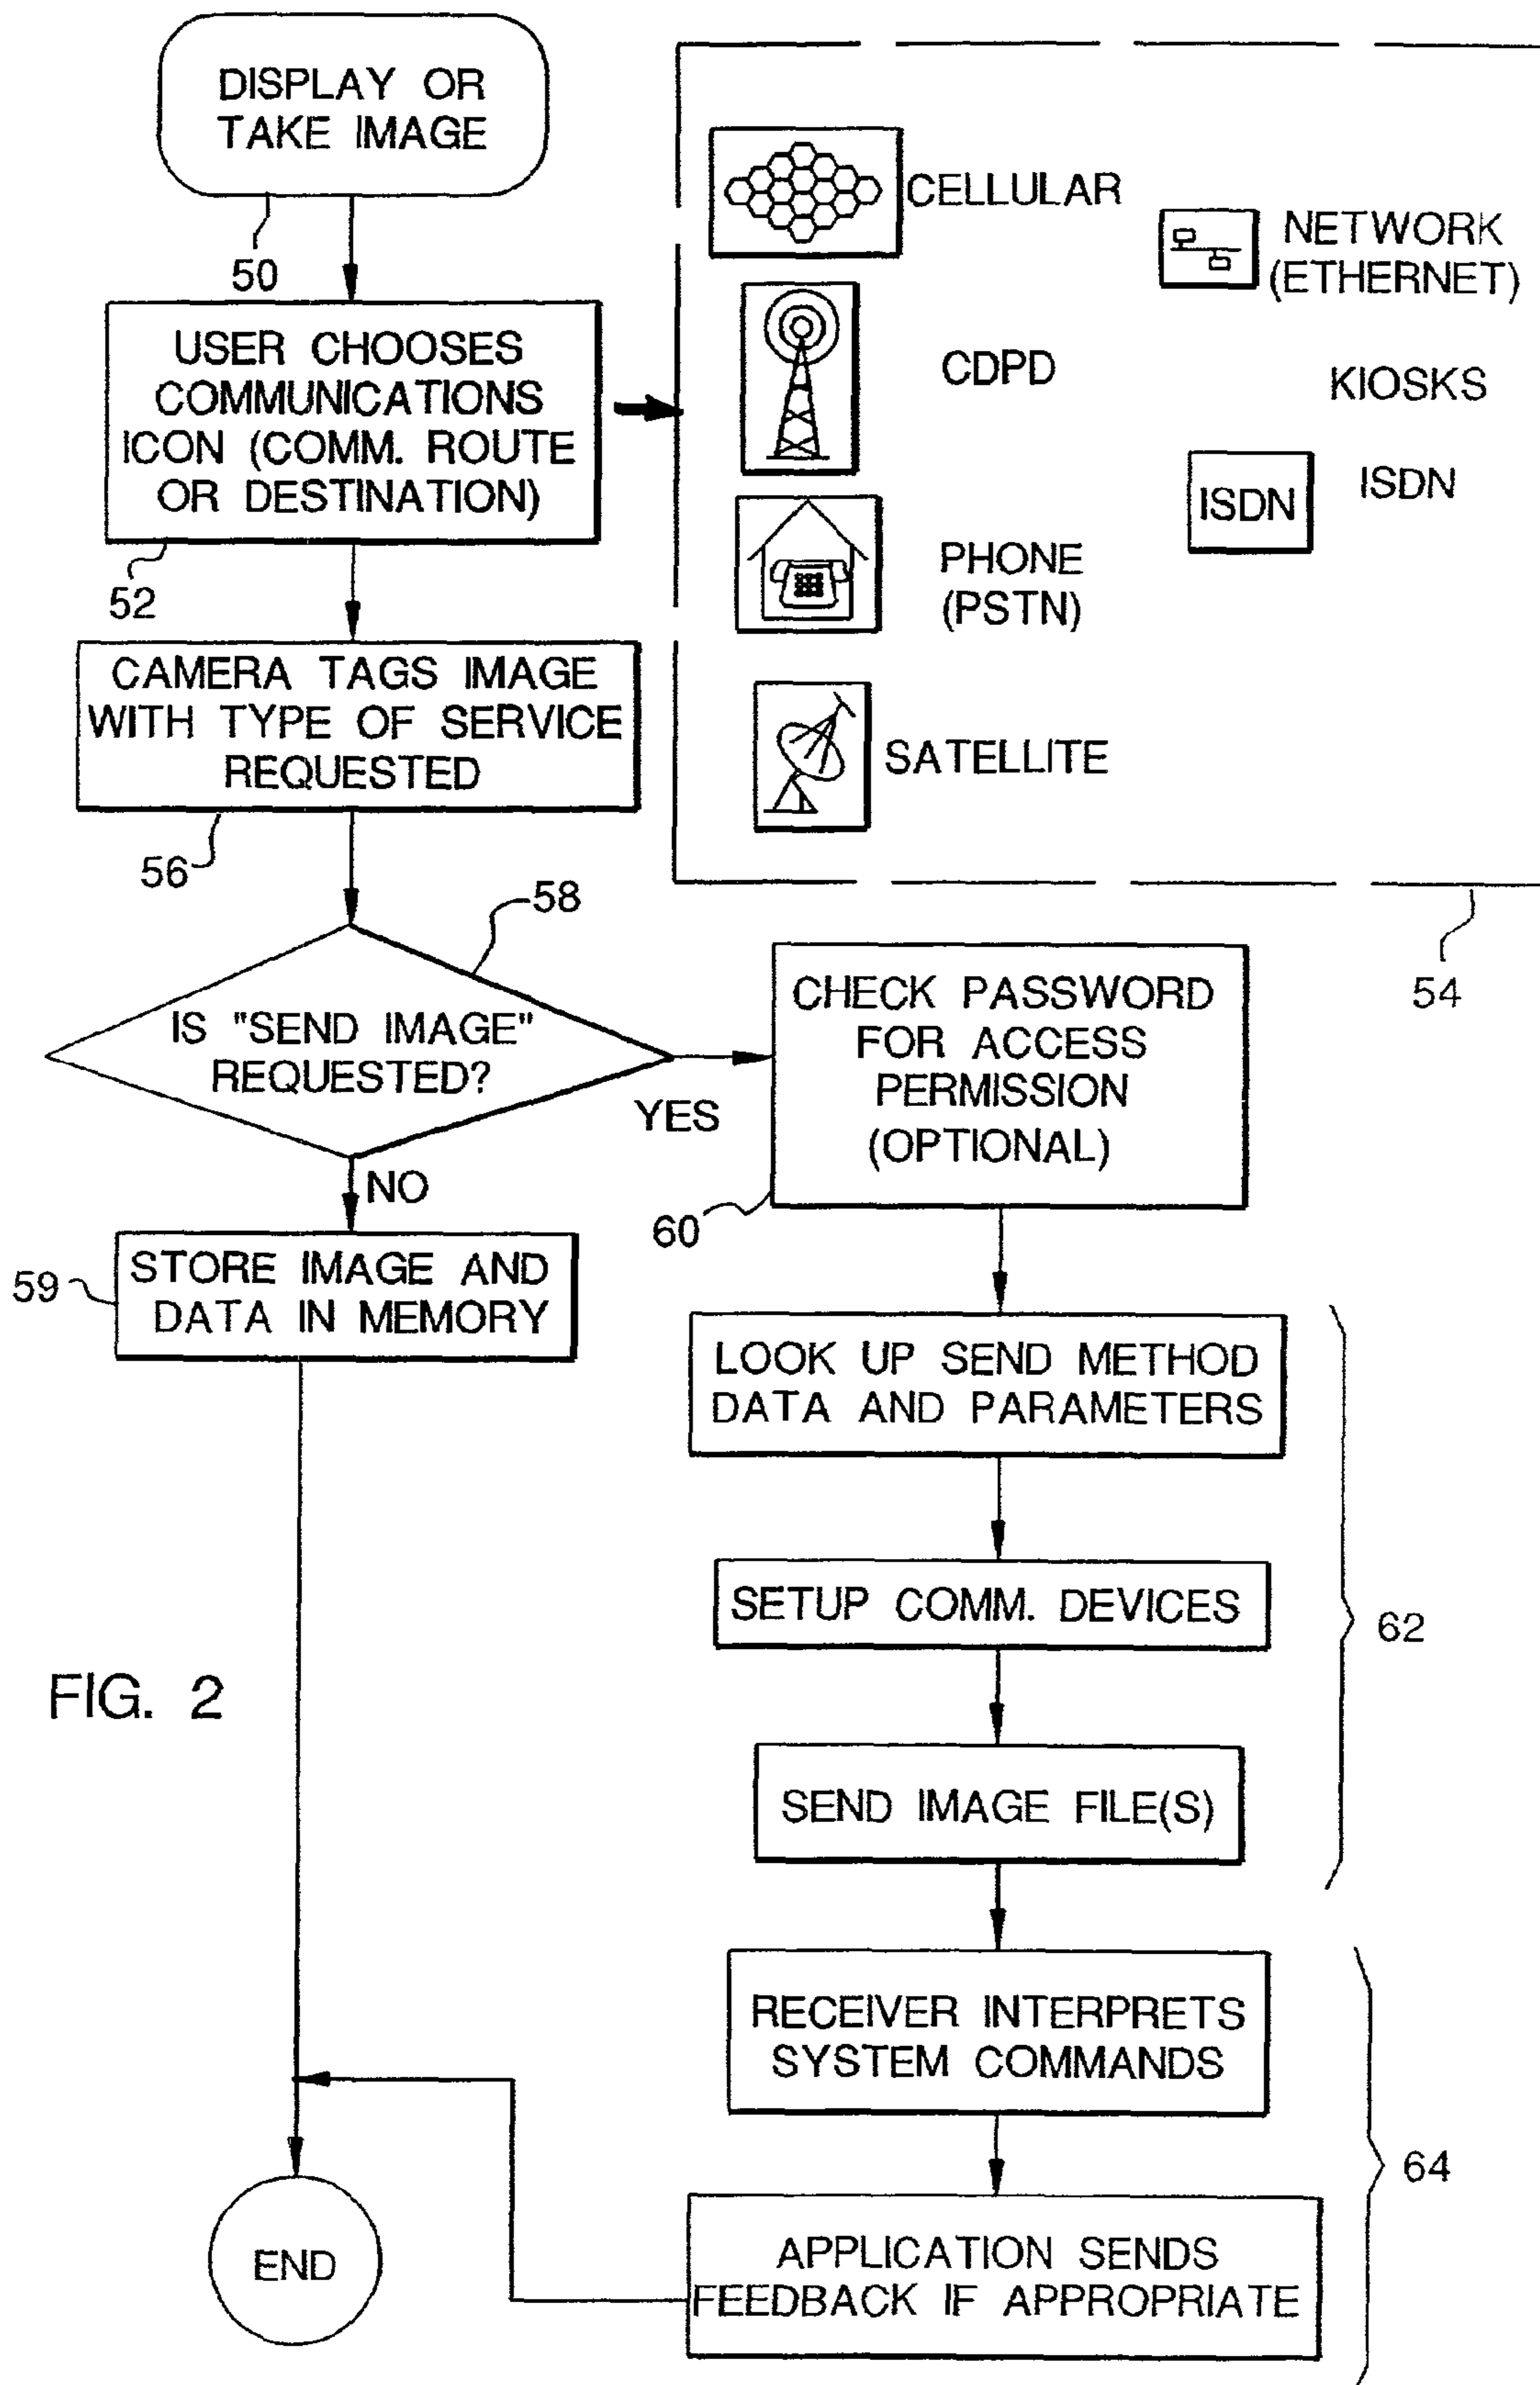 DISPLAY OR
TAKE IMAGE
50
USER CHOOSES
COMMUNICATIONS
ICON (COMM. ROUTE
OR DESTINATION)
52
CELLULAR
NETWORK
(ETHERNET)
CDPD
KIOSKS
PHONE
(PSTN)
ISDN
ISDN
SATELLITE
54
CAMERA TAGS IMAGE
WITH TYPE OF SERVICE
REQUESTED
56
58
IS "SEND IMAGE"
REQUESTED?
YES
NO
CHECK PASSWORD
FOR ACCESS
PERMISSION
(OPTIONAL)
60
59
STORE IMAGE AND
DATA IN MEMORY
LOOK UP SEND METHOD
DATA AND PARAMETERS
SETUP COMM. DEVICES
62
SEND IMAGE FILE(S)
FIG. 2
RECEIVER INTERPRETS
SYSTEM COMMANDS
64
APPLICATION SENDS
FEEDBACK IF APPROPRIATE
END